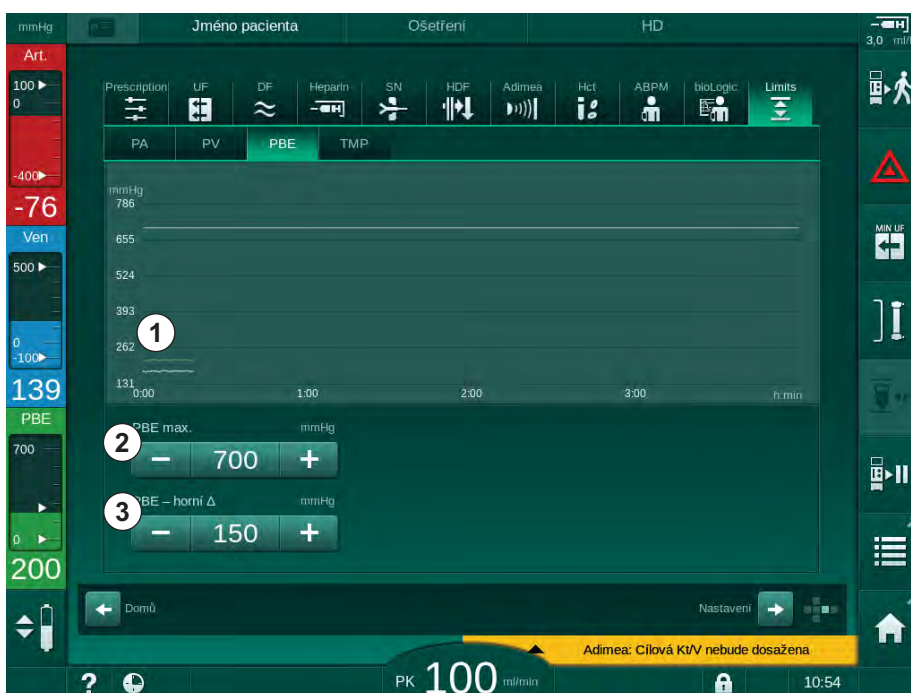 mmHg Jméno pacienta Ošetření HD
3,0 ml/
Art.
100
0
-400
-76
Ven
500
0
-100
139
PBE
700
0
200
Prescription UF DF Heparin SN HDF Adimea Hct ABPM bioLogic Limits
H
PA PV PBE TMP
mmHg
786
655
524
393
262
131
0:00 1:00 2:00 3:00 h:min
1
2
PBE max. mmHg
− 700 +
3
PBE – horní Δ mmHg
− 150 +
H
MIN UF
Domů Nastavení
Adimea: Cílová Kt/V nebude dosažena
? PK 100 ml/min 10:54